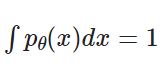 ∫ p_θ(x)dx = 1